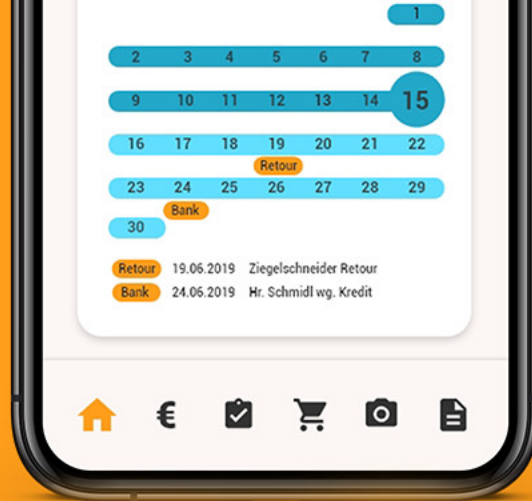 1
2 3 4 5 6 7 8
9 10 11 12 13 14 15
16 17 18 19 20 21 22
Retour
23 24 25 26 27 28 29
Bank
30
Retour 19.06.2019 Ziegelschneider Retour
Bank 24.06.2019 Hr. Schmidl wg. Kredit
€